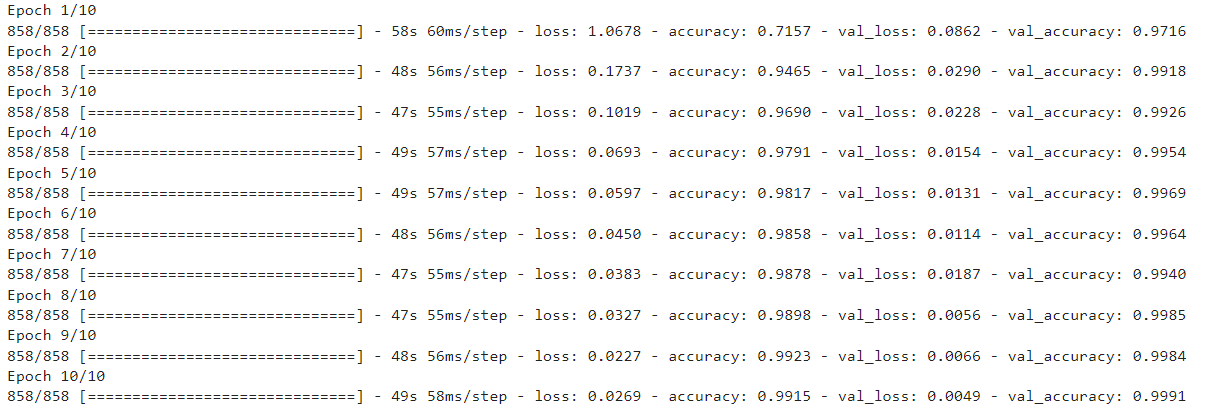 Epoch 1/10
858/858 [==============================] - 58s 60ms/step - loss: 1.0678 - accuracy: 0.7157 - val_loss: 0.0862 - val_accuracy: 0.9716
Epoch 2/10
858/858 [==============================] - 48s 56ms/step - loss: 0.1737 - accuracy: 0.9465 - val_loss: 0.0290 - val_accuracy: 0.9918
Epoch 3/10
858/858 [==============================] - 47s 55ms/step - loss: 0.1019 - accuracy: 0.9690 - val_loss: 0.0228 - val_accuracy: 0.9926
Epoch 4/10
858/858 [==============================] - 49s 57ms/step - loss: 0.0693 - accuracy: 0.9791 - val_loss: 0.0154 - val_accuracy: 0.9954
Epoch 5/10
858/858 [==============================] - 49s 57ms/step - loss: 0.0597 - accuracy: 0.9817 - val_loss: 0.0131 - val_accuracy: 0.9969
Epoch 6/10
858/858 [==============================] - 48s 56ms/step - loss: 0.0450 - accuracy: 0.9858 - val_loss: 0.0114 - val_accuracy: 0.9964
Epoch 7/10
858/858 [==============================] - 47s 55ms/step - loss: 0.0383 - accuracy: 0.9878 - val_loss: 0.0187 - val_accuracy: 0.9940
Epoch 8/10
858/858 [==============================] - 47s 55ms/step - loss: 0.0327 - accuracy: 0.9898 - val_loss: 0.0056 - val_accuracy: 0.9985
Epoch 9/10
858/858 [==============================] - 48s 56ms/step - loss: 0.0227 - accuracy: 0.9923 - val_loss: 0.0066 - val_accuracy: 0.9984
Epoch 10/10
858/858 [==============================] - 49s 58ms/step - loss: 0.0269 - accuracy: 0.9915 - val_loss: 0.0049 - val_accuracy: 0.9991